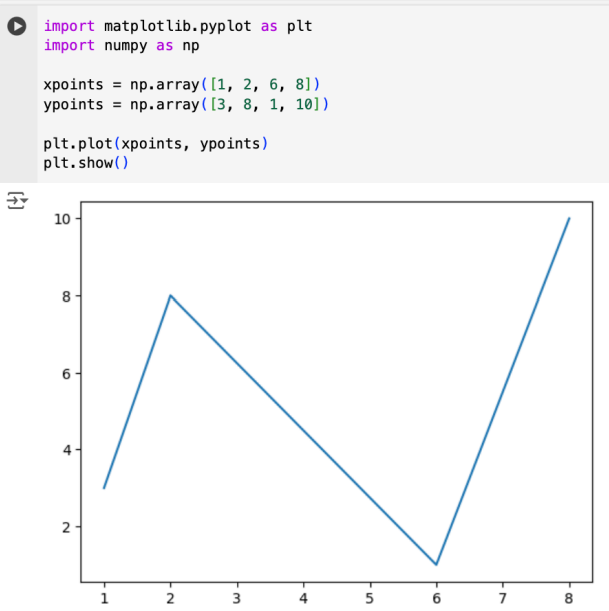 import matplotlib.pyplot as plt
import numpy as np
xpoints = np.array([1, 2, 6, 8])
ypoints = np.array([3, 8, 1, 10])
plt.plot(xpoints, ypoints)
plt.show()
10
8
6
4
2
1 2 3 4 5 6 7 8